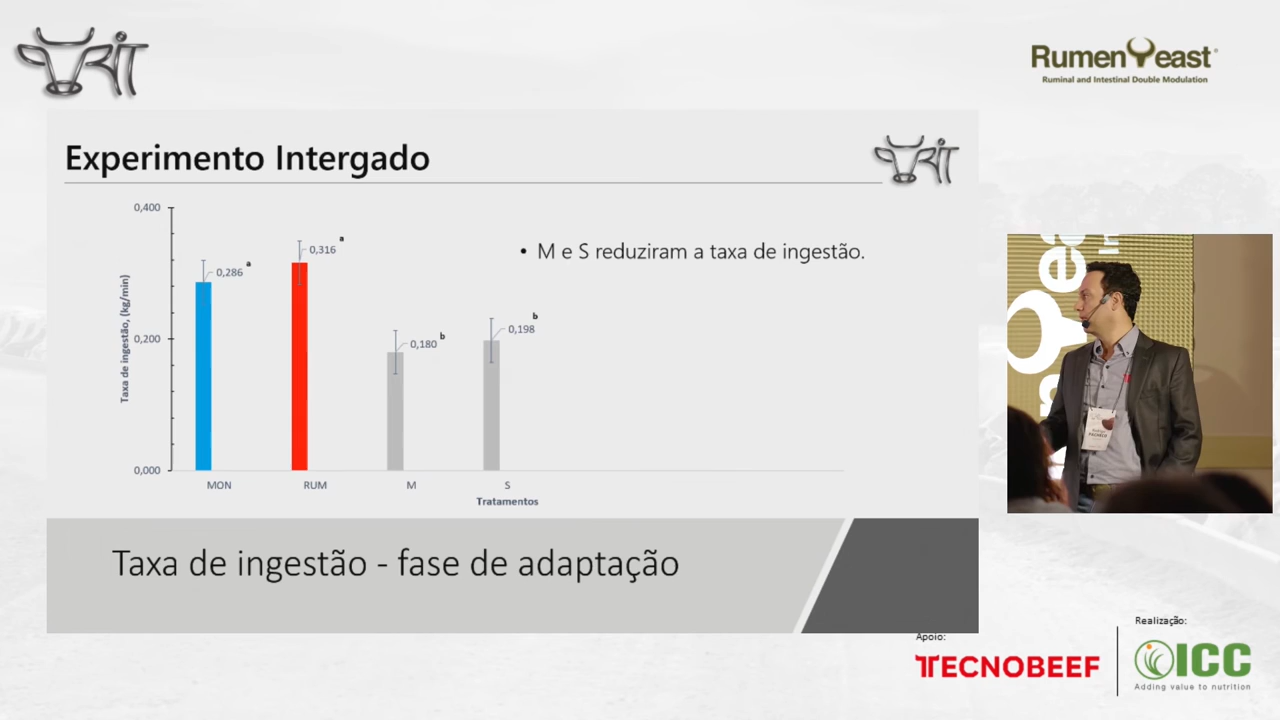 RumenYeast®
Ruminal and Intestinal Double Modulation
Experimento Intergado
0,400
0,200
0,000
Taxa de ingestão, (kg/min)
0,286 a
0,316 a
0,180 b
0,198 b
MON
RUM
M
S
Tratamentos
• M e S reduziram a taxa de ingestão.
Taxa de ingestão - fase de adaptação
Apoio:
TECNOBEEF
Realização:
ICC
Adding value to nutrition